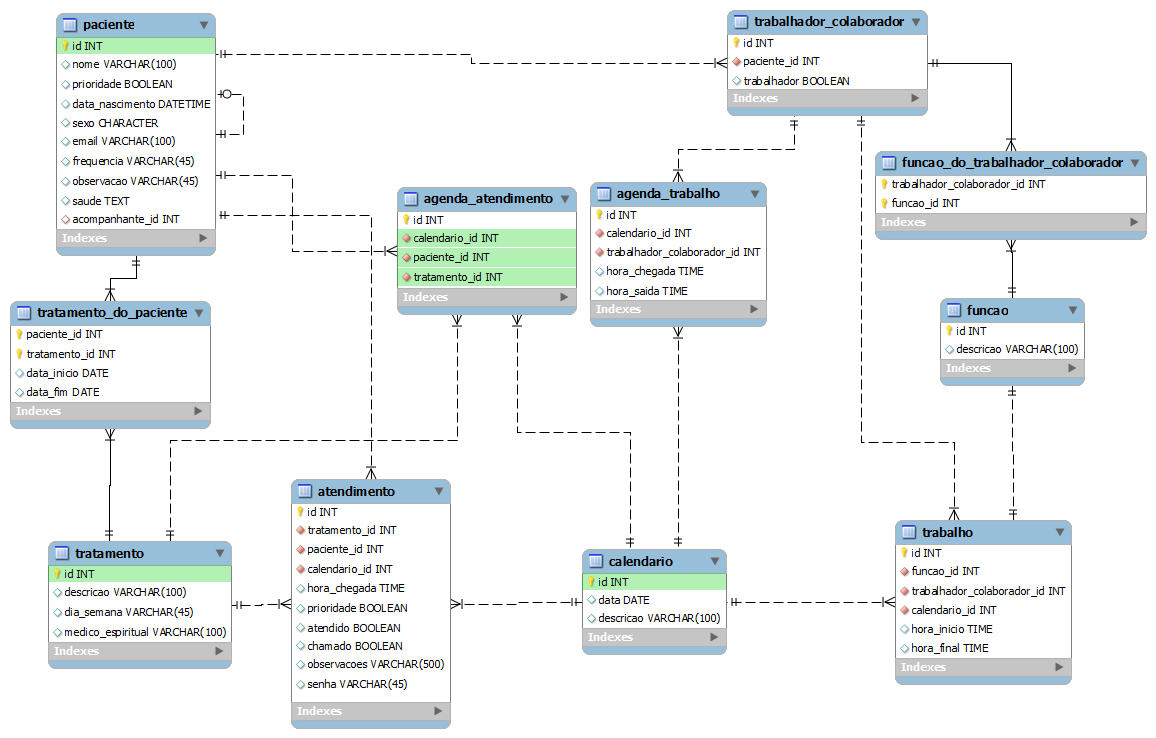 paciente
id INT
nome VARCHAR(100)
prioridade BOOLEAN
data_nascimento DATETIME
sexo CHARACTER
email VARCHAR(100)
frequencia VARCHAR(45)
observacao VARCHAR(45)
saude TEXT
acompanhante_id INT
Indexes
trabalhador_colaborador
id INT
paciente_id INT
trabalhador BOOLEAN
Indexes
funcao_do_trabalhador_colaborador
trabalhador_colaborador_id INT
funcao_id INT
Indexes
agenda_atendimento
id INT
calendario_id INT
paciente_id INT
tratamento_id INT
Indexes
agenda_trabalho
id INT
calendario_id INT
trabalhador_colaborador_id INT
hora_chegada TIME
hora_saida TIME
Indexes
tratamento_do_paciente
paciente_id INT
tratamento_id INT
data_inicio DATE
data_fim DATE
Indexes
funcao
id INT
descricao VARCHAR(100)
Indexes
atendimento
id INT
tratamento_id INT
paciente_id INT
calendario_id INT
hora_chegada TIME
prioridade BOOLEAN
atendido BOOLEAN
chamado BOOLEAN
observacoes VARCHAR(500)
senha VARCHAR(45)
Indexes
tratamento
id INT
descricao VARCHAR(100)
dia_semana VARCHAR(45)
medico_espiritual VARCHAR(100)
Indexes
calendario
id INT
data DATE
descricao VARCHAR(100)
Indexes
trabalho
id INT
funcao_id INT
trabalhador_colaborador_id INT
calendario_id INT
hora_inicio TIME
hora_final TIME
Indexes